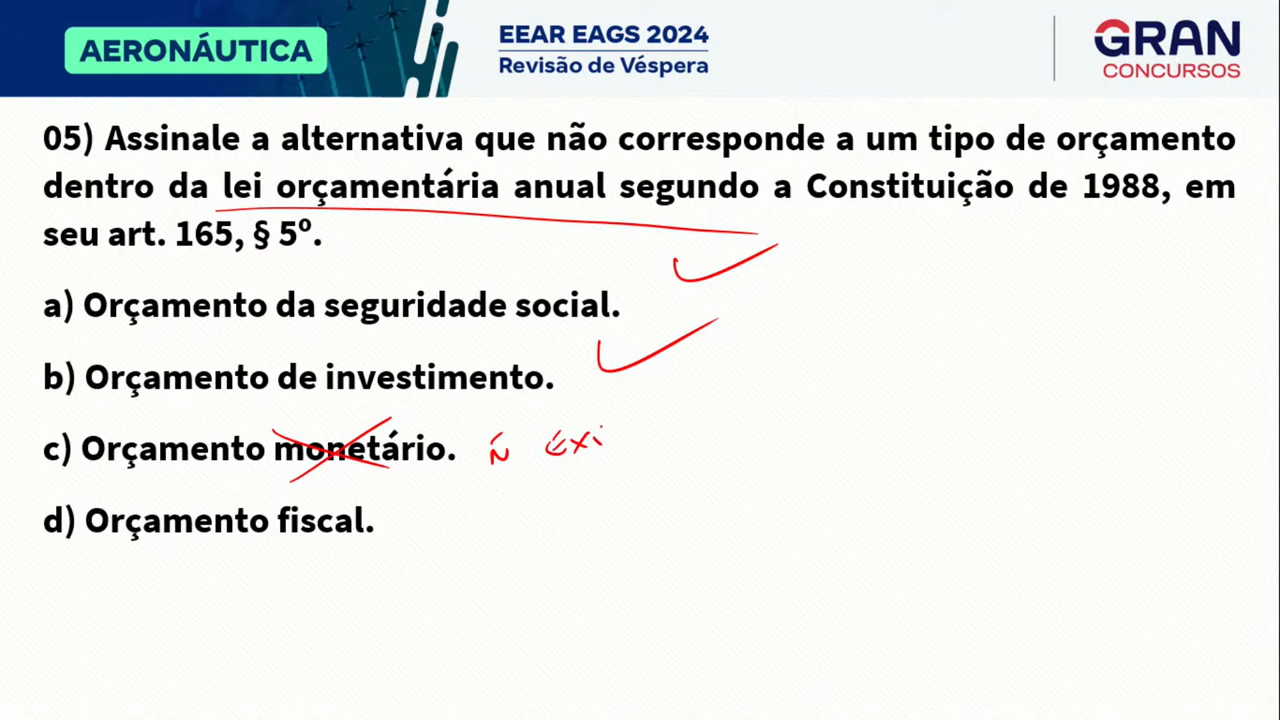 AERONÁUTICA
EEAR EAGS 2024
Revisão de Véspera
GRAN
CONCURSOS
05) Assinale a alternativa que não corresponde a um tipo de orçamento
dentro da lei orçamentária anual segundo a Constituição de 1988, em
seu art. 165, § 5º.
a) Orçamento da seguridade social.
b) Orçamento de investimento.
c) Orçamento monetário. Ñ EXI
d) Orçamento fiscal.